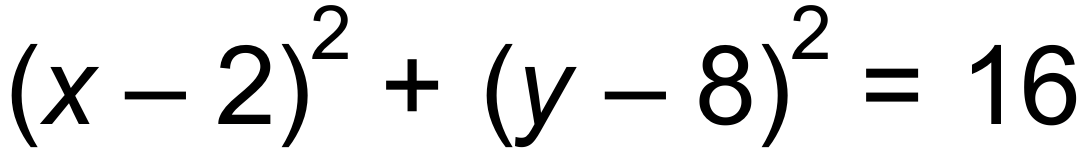 (x – 2)² + (y – 8)² = 16